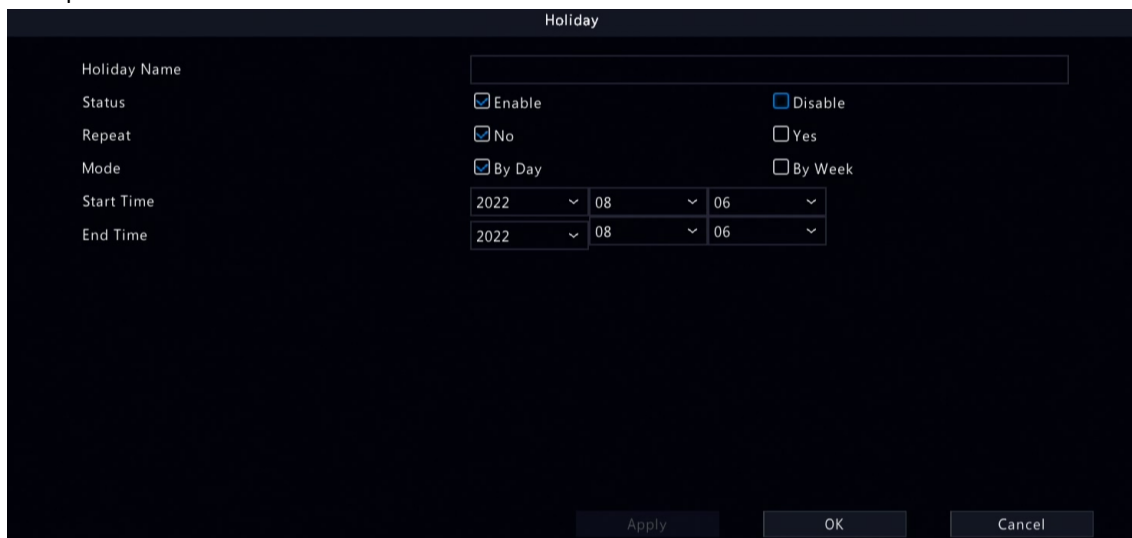 Holiday
Holiday Name
Status Enable Disable
Repeat No Yes
Mode By Day By Week
Start Time 2022 08 06
End Time 2022 08 06
Apply OK Cancel